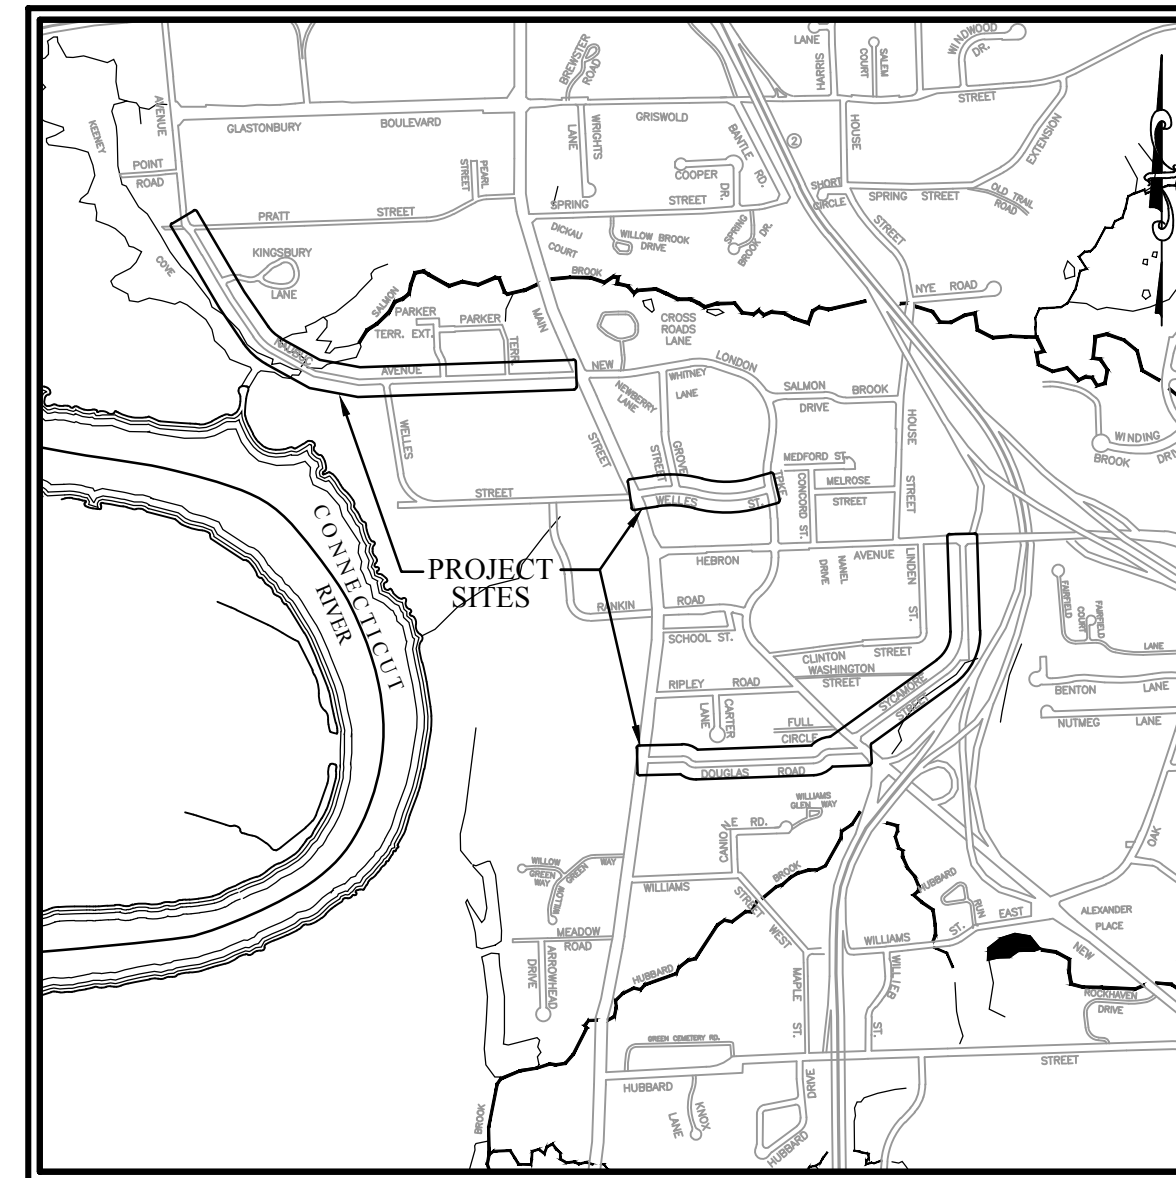 WINDWOOD
DR.
LANE
HARRIS
SALEM
COURT
BREWSTER
ROAD
STREET
AVENUE
KEENEY
GLASTONBURY
BOULEVARD
WRIGHTS
LANE
GRISWOLD
BANTLE RD.
2
HOUSE
EXTENSION
POINT
ROAD
PEARL
STREET
COOPER
DR.
SHORT
CIRCLE
SPRING STREET
OLD TRAIL
ROAD
SPRING
STREET
PRATT
STREET
DICKAU
COURT
WILLOW BROOK
DRIVE
SPRING
BROOK DR.
STREET
KINGSBURY
LANE
COVE
BROOK
NYE ROAD
SALMON
PARKER
TERR. EXT.
PARKER
TERR.
MAIN
CROSS
ROADS
LANE
NAUBUC
AVENUE
NEW
LONDON
WHITNEY
LANE
NEWBERRY
LANE
SALMON BROOK
DRIVE
HOUSE
WINDING
BROOK DRI
WELLES
STREET
STREET
GROVE
MEDFORD ST.
MELROSE
STREET
CONCORD ST.
TPKE
STREET
STREET
WELLES
ST.
CONNECTICUT
RIVER
PROJECT
SITES
HEBRON
AVENUE
NANEL
DRIVE
LINDEN
ST.
FAIRFIELD
COURT
FAIRFIELD
LANE
RANKIN
ROAD
SCHOOL ST.
CLINTON
STREET
WASHINGTON
STREET
RIPLEY ROAD
CARTER
LANE
SYCAMORE
STREET
BENTON
LANE
NUTMEG
LANE
FULL
CIRCLE
DOUGLAS
ROAD
WILLIAMS
GLEN WAY
E RD.
CANIO
OAK
WILLOW
GREEN
WAY
WILLOW
GREEN
WAY
WILLIAMS
STREET
WEST
BROOK
HUBBARD
RUN
EAST
ST.
WILLIAMS
ALEXANDER
PLACE
NEW
MEADOW
ROAD
ARROWHEAD
DRIVE
HUBBARD
MAPLE
ST.
WILLIEB
ST.
ROCKHAVEN
DRIVE
GREEN CEMETERY RD.
STREET
HUBBARD
KNOX
LANE
DRIVE
HUBBARD
BROOK